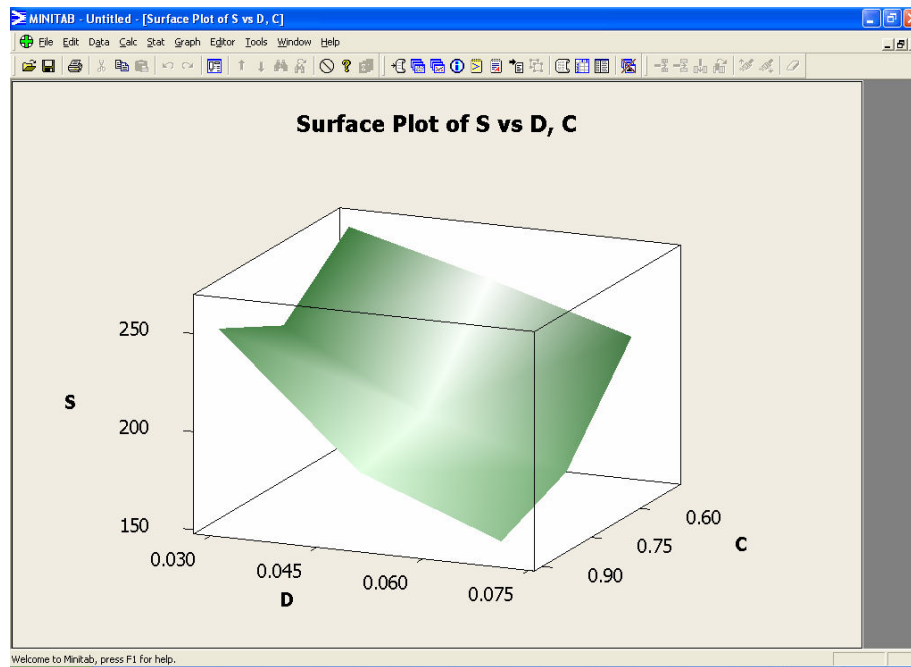 MINITAB - Untitled - [Surface Plot of S vs D, C]
File Edit Data Calc Stat Graph Editor Tools Window Help
Surface Plot of S vs D, C
250
S
200
150
0.030
0.045
0.060
0.075
D
0.60
0.75
0.90
C
Welcome to Minitab, press F1 for help.